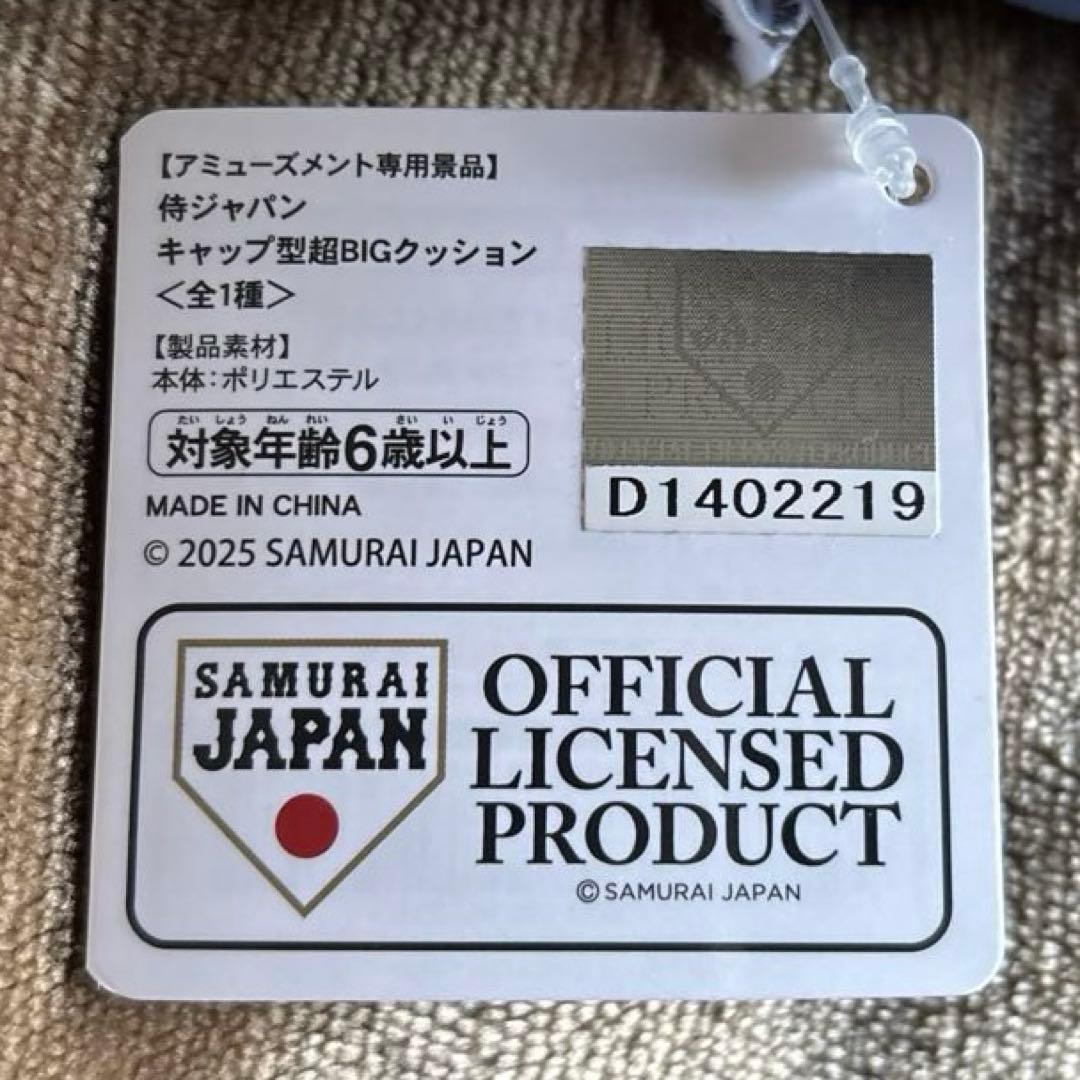 【アミューズメント専用景品】
侍ジャパン
キャップ型超BIGクッション
＜全1種＞
【製品素材】
本体：ポリエステル
たい しょう ねん れい さい い じょう
対象年齢6歳以上
MADE IN CHINA
© 2025 SAMURAI JAPAN
D1402219
SAMURAI
JAPAN
OFFICIAL
LICENSED
PRODUCT
©SAMURAI JAPAN